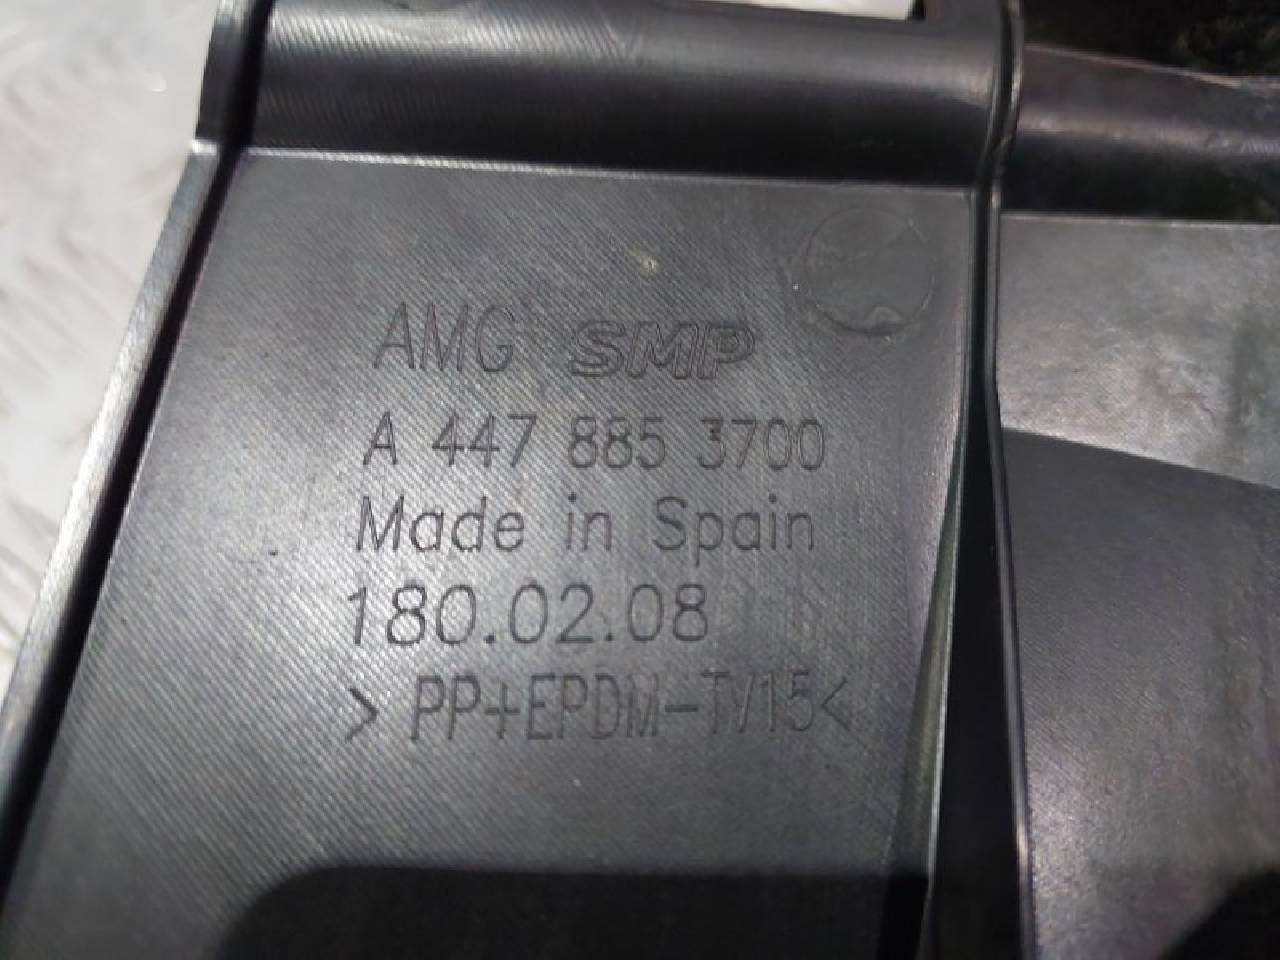 AMG SMP
A 447 885 3700
Made in Spain
180.02.08
> PP+EPDM-TV15<